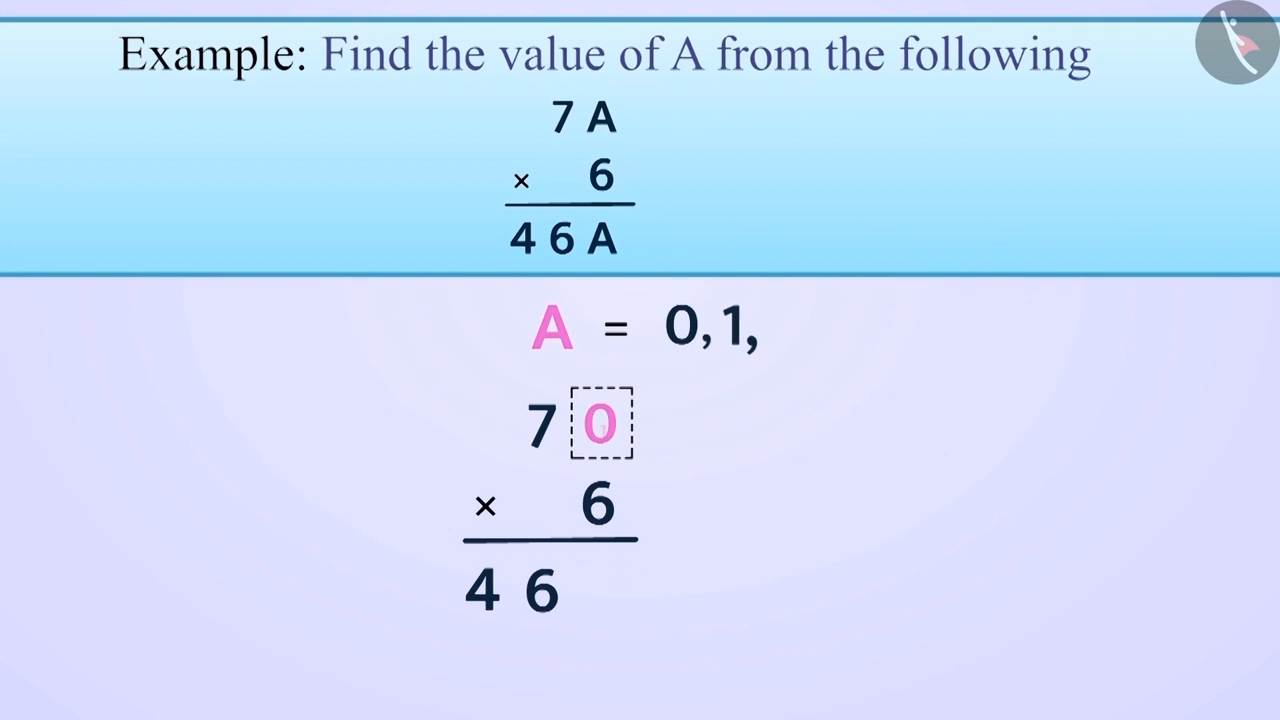 Example: Find the value of A from the following
7 A
× 6
4 6 A
A = 0, 1,
7 0
× 6
4 6